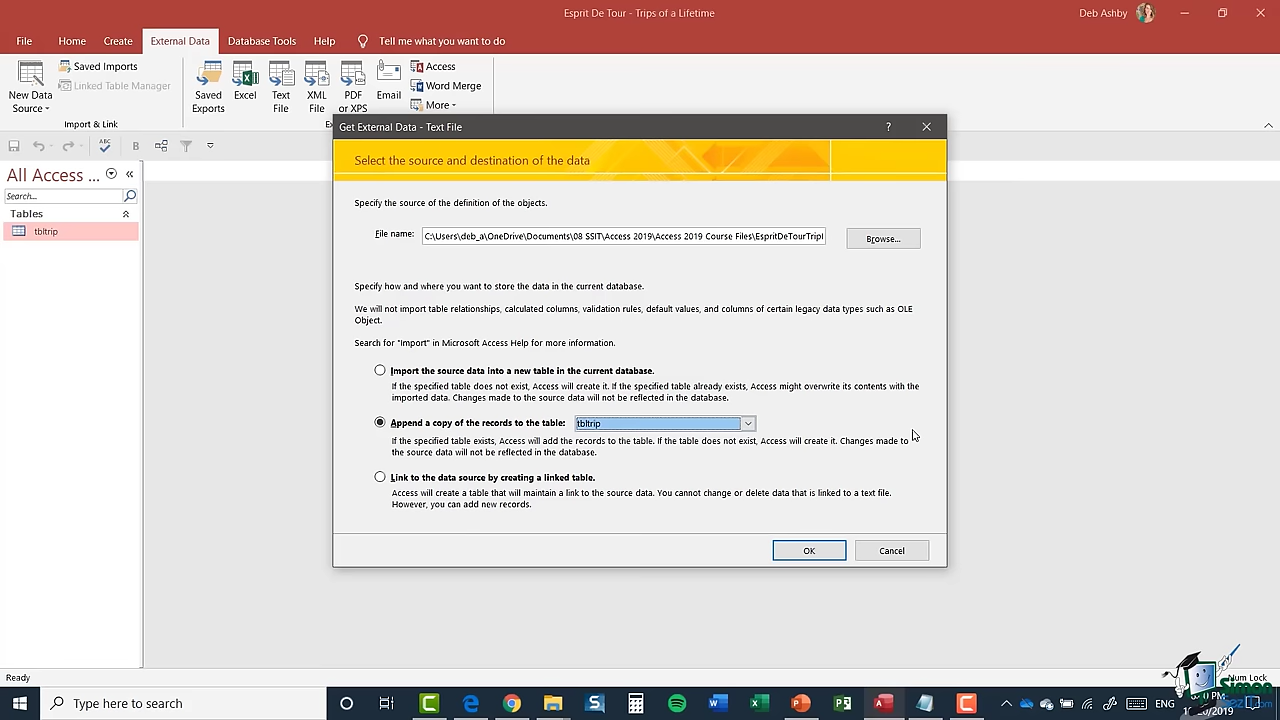 Esprit De Tour - Trips of a Lifetime
Deb Ashby
File Home Create External Data Database Tools Help Tell me what you want to do
New Data Source
Saved Imports
Linked Table Manager
Import & Link
Saved Exports
Excel
Text File
XML File
PDF or XPS
Email
Access
Word Merge
More
ABC
B
All Access ...
Search...
Tables
tbltrip
Get External Data - Text File
?
Select the source and destination of the data
Specify the source of the definition of the objects.
File name: C:\Users\deb_a\OneDrive\Documents\08 SSIT\Access 2019\Access 2019 Course Files\EspritDeTourTripI
Browse...
Specify how and where you want to store the data in the current database.
We will not import table relationships, calculated columns, validation rules, default values, and columns of certain legacy data types such as OLE
Object.
Search for "Import" in Microsoft Access Help for more information.
Import the source data into a new table in the current database.
If the specified table does not exist, Access will create it. If the specified table already exists, Access might overwrite its contents with the
imported data. Changes made to the source data will not be reflected in the database.
Append a copy of the records to the table: tbltrip
If the specified table exists, Access will add the records to the table. If the table does not exist, Access will create it. Changes made to
the source data will not be reflected in the database.
Link to the data source by creating a linked table.
Access will create a table that will maintain a link to the source data. You cannot change or delete data that is linked to a text file.
However, you can add new records.
OK Cancel
Ready
Num Lock
Type here to search
ENG